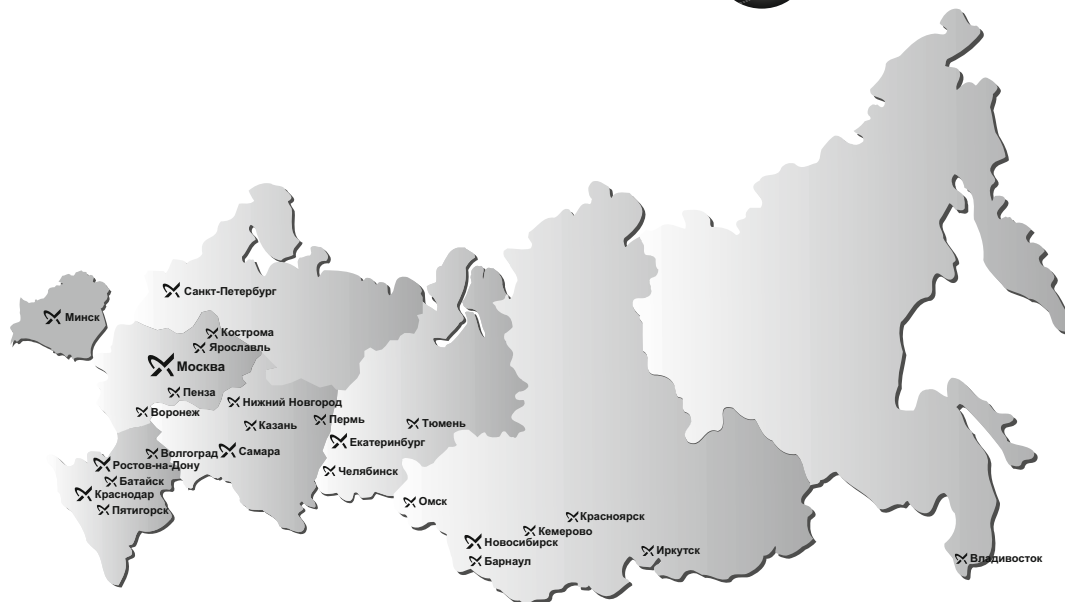 Санкт-Петербург
Минск
Кострома
Ярославль
Москва
Пенза
Нижний Новгород
Воронеж
Пермь
Тюмень
Казань
Екатеринбург
Волгоград
Самара
Ростов-на-Дону
Челябинск
Батайск
Краснодар
Омск
Пятигорск
Красноярск
Кемерово
Новосибирск
Иркутск
Барнаул
Владивосток